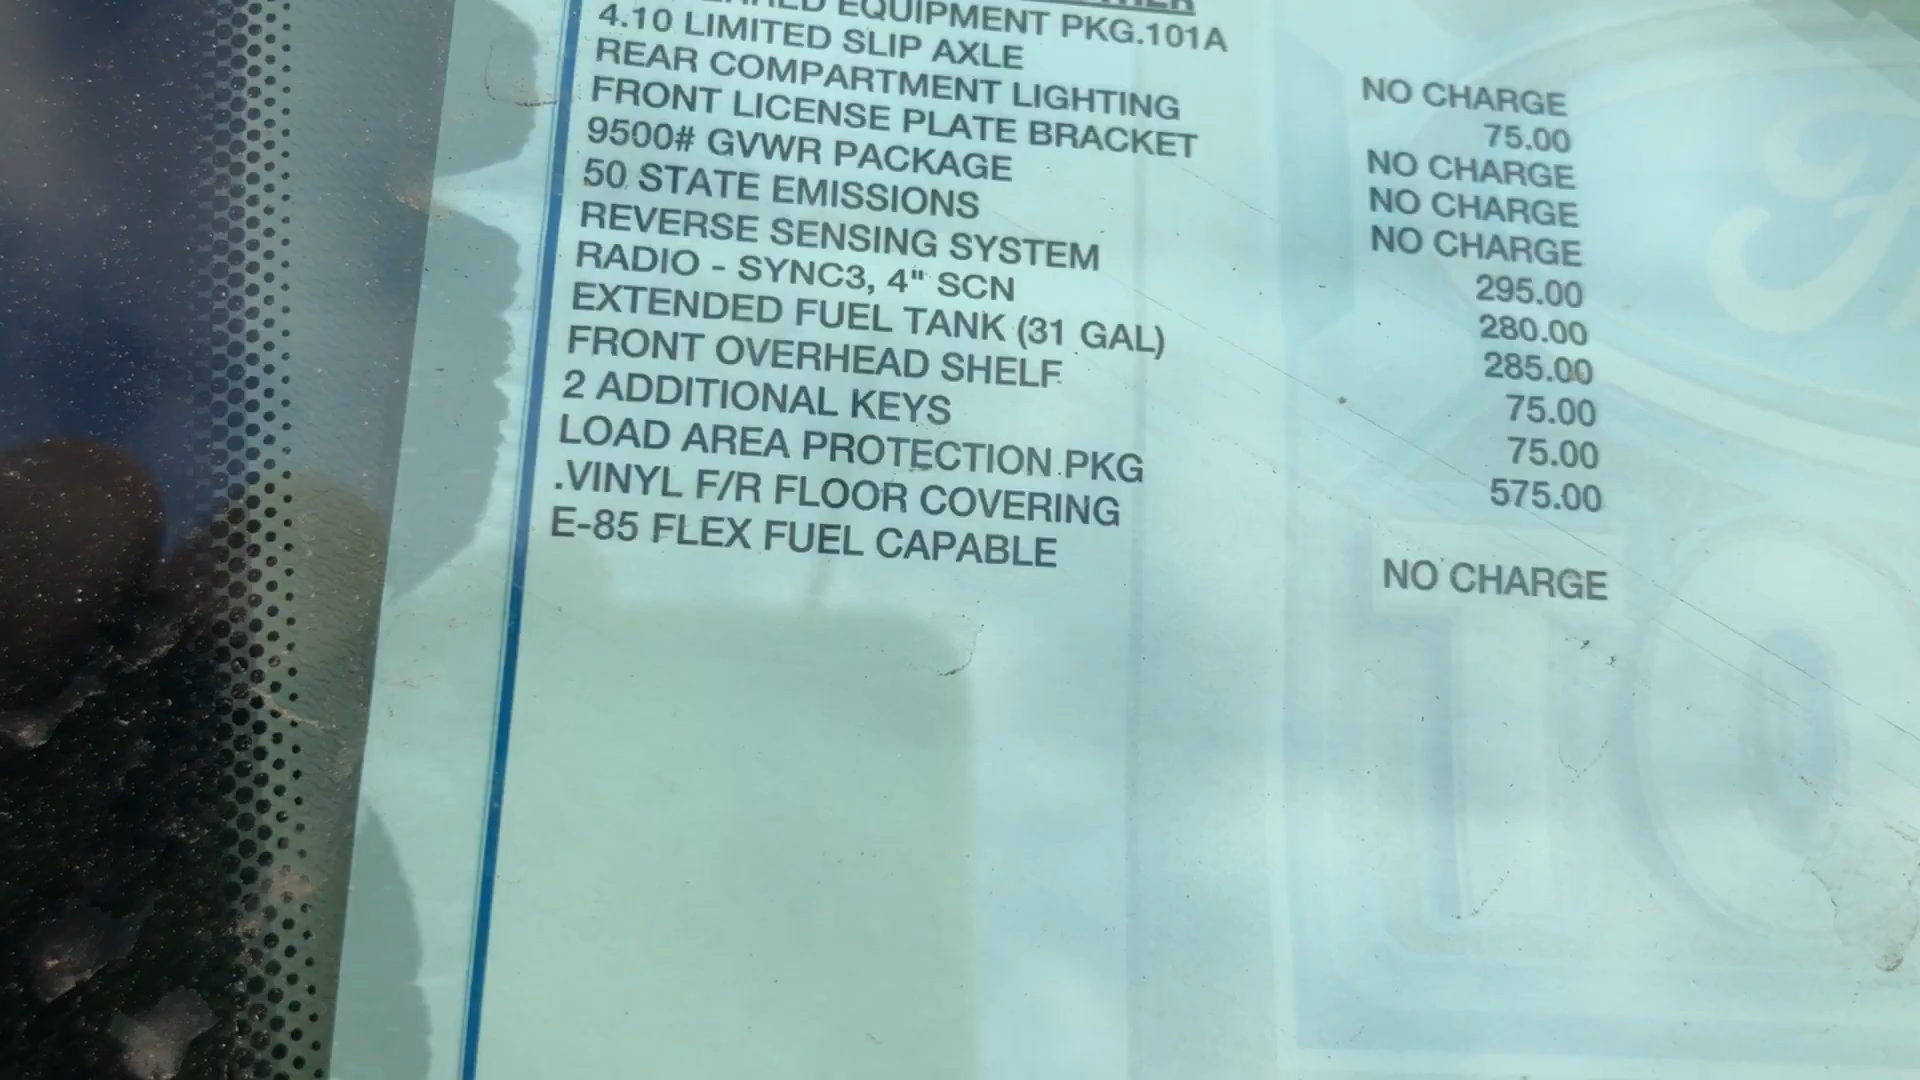 EQUIPMENT PKG.101A
4.10 LIMITED SLIP AXLE NO CHARGE
REAR COMPARTMENT LIGHTING 75.00
FRONT LICENSE PLATE BRACKET NO CHARGE
9500# GVWR PACKAGE NO CHARGE
50 STATE EMISSIONS NO CHARGE
REVERSE SENSING SYSTEM 295.00
RADIO - SYNC3, 4" SCN 280.00
EXTENDED FUEL TANK (31 GAL) 285.00
FRONT OVERHEAD SHELF 75.00
2 ADDITIONAL KEYS 75.00
LOAD AREA PROTECTION PKG 575.00
.VINYL F/R FLOOR COVERING
E-85 FLEX FUEL CAPABLE NO CHARGE